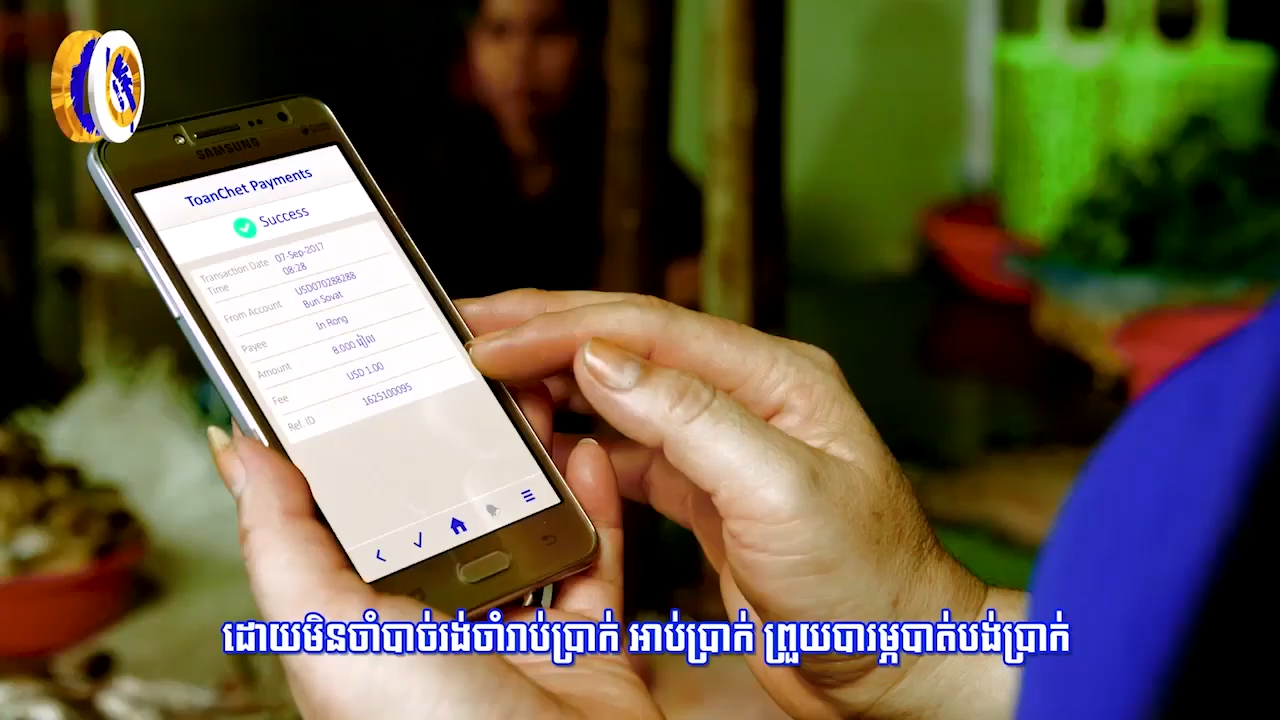 SAMSUNG
ToanChet Payments
Success
Transaction Date Time 07-Sep-2017 08:28
From Account USD070288288 Bun Sovat
Payee In Rong
Amount 8.000 រៀល
Fee USD 1.00
Ref. ID 1625100095
ដោយមិនចាំបាច់រង់ចាំរាប់ប្រាក់ អាប់ប្រាក់ ព្រួយបារម្ភបាត់បង់ប្រាក់